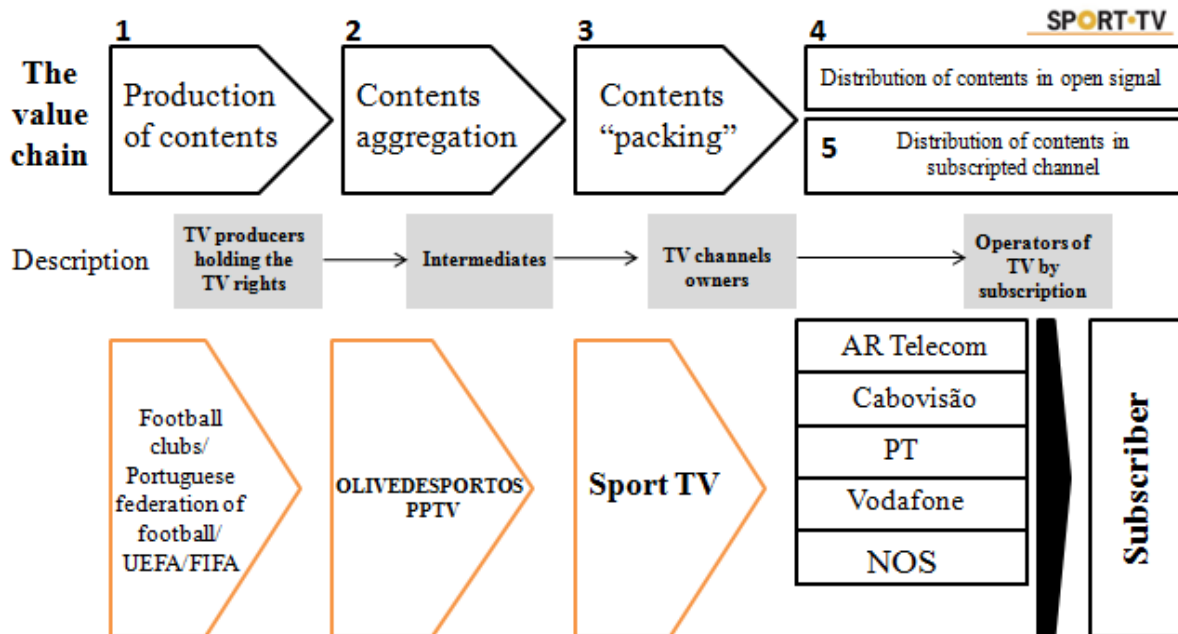 SPORT•TV
The
value
chain
1
Production
of contents
2
Contents
aggregation
3
Contents
“packing”
4
Distribution of contents in open signal
5
Distribution of contents in
subscripted channel
Description
TV producers
holding the
TV rights
Intermediates
TV channels
owners
Operators of
TV by
subscription
Football
clubs/
Portuguese
federation of
football/
UEFA/FIFA
OLIVEDESPORTOS
PPTV
Sport TV
AR Telecom
Cabovisão
PT
Vodafone
NOS
Subscriber